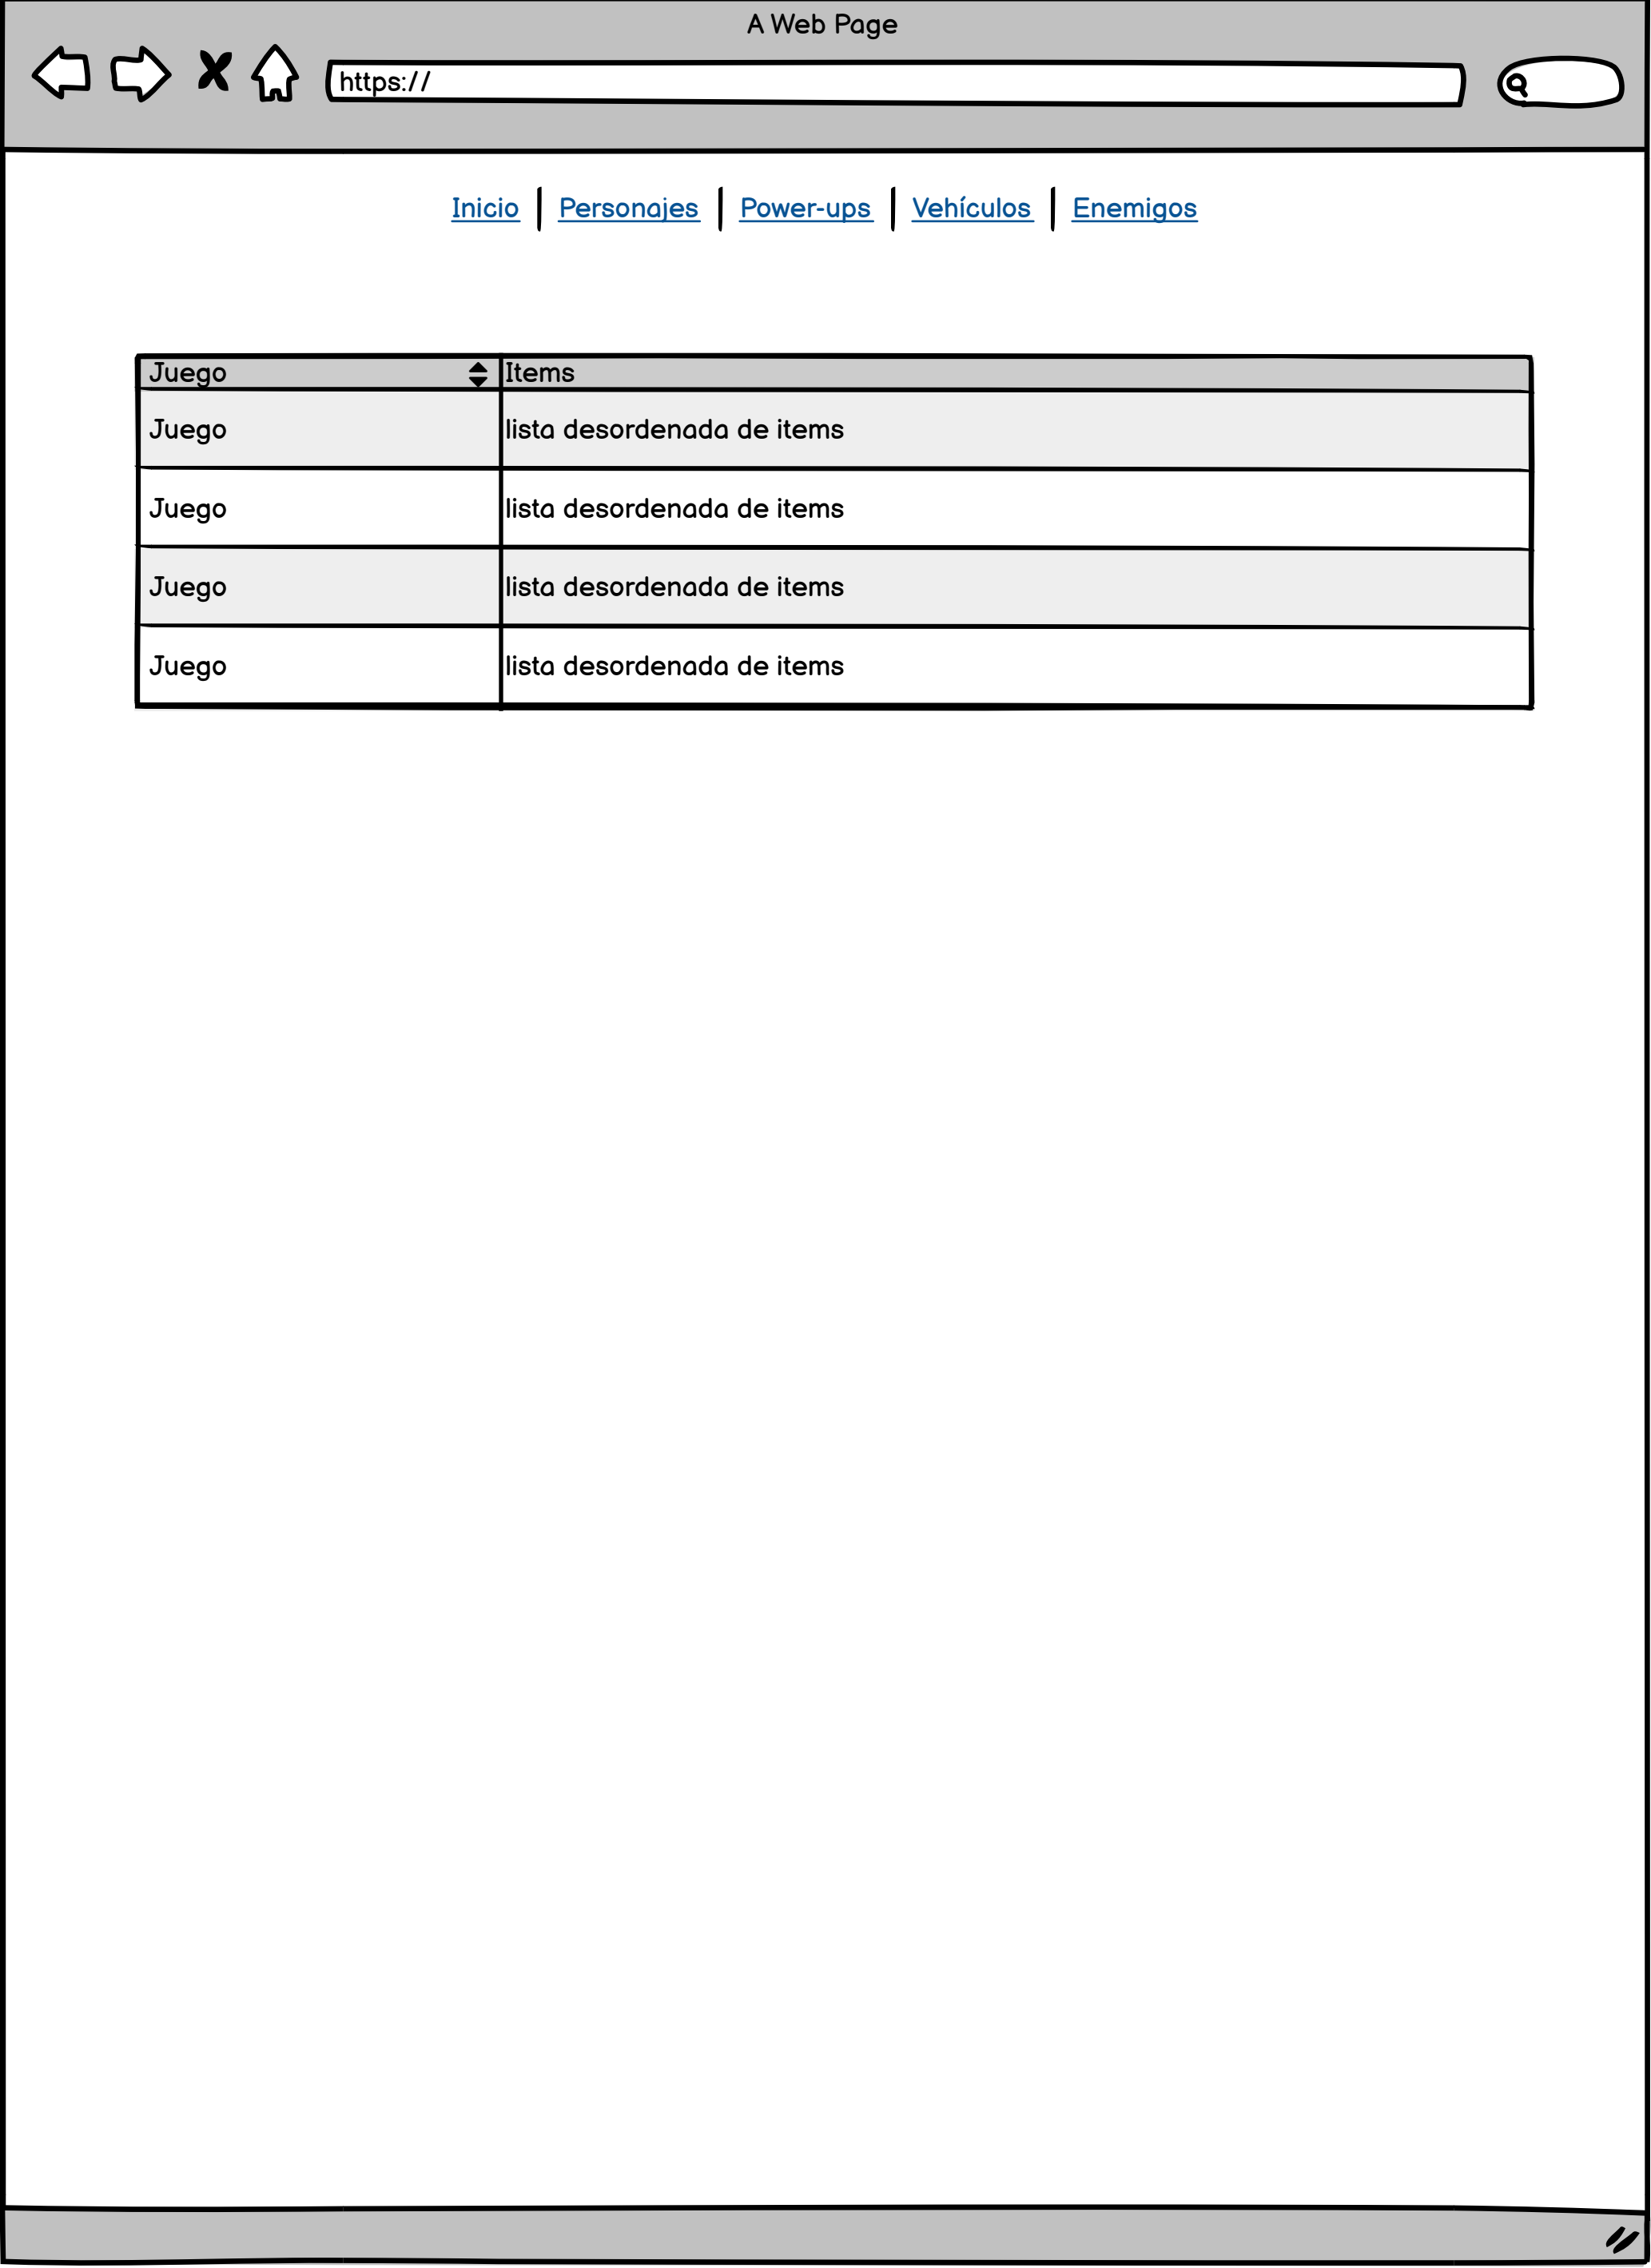 A Web Page
https://
Inicio | Personajes | Power-ups | Vehículos | Enemigos
Juego Items
Juego lista desordenada de items
Juego lista desordenada de items
Juego lista desordenada de items
Juego lista desordenada de items